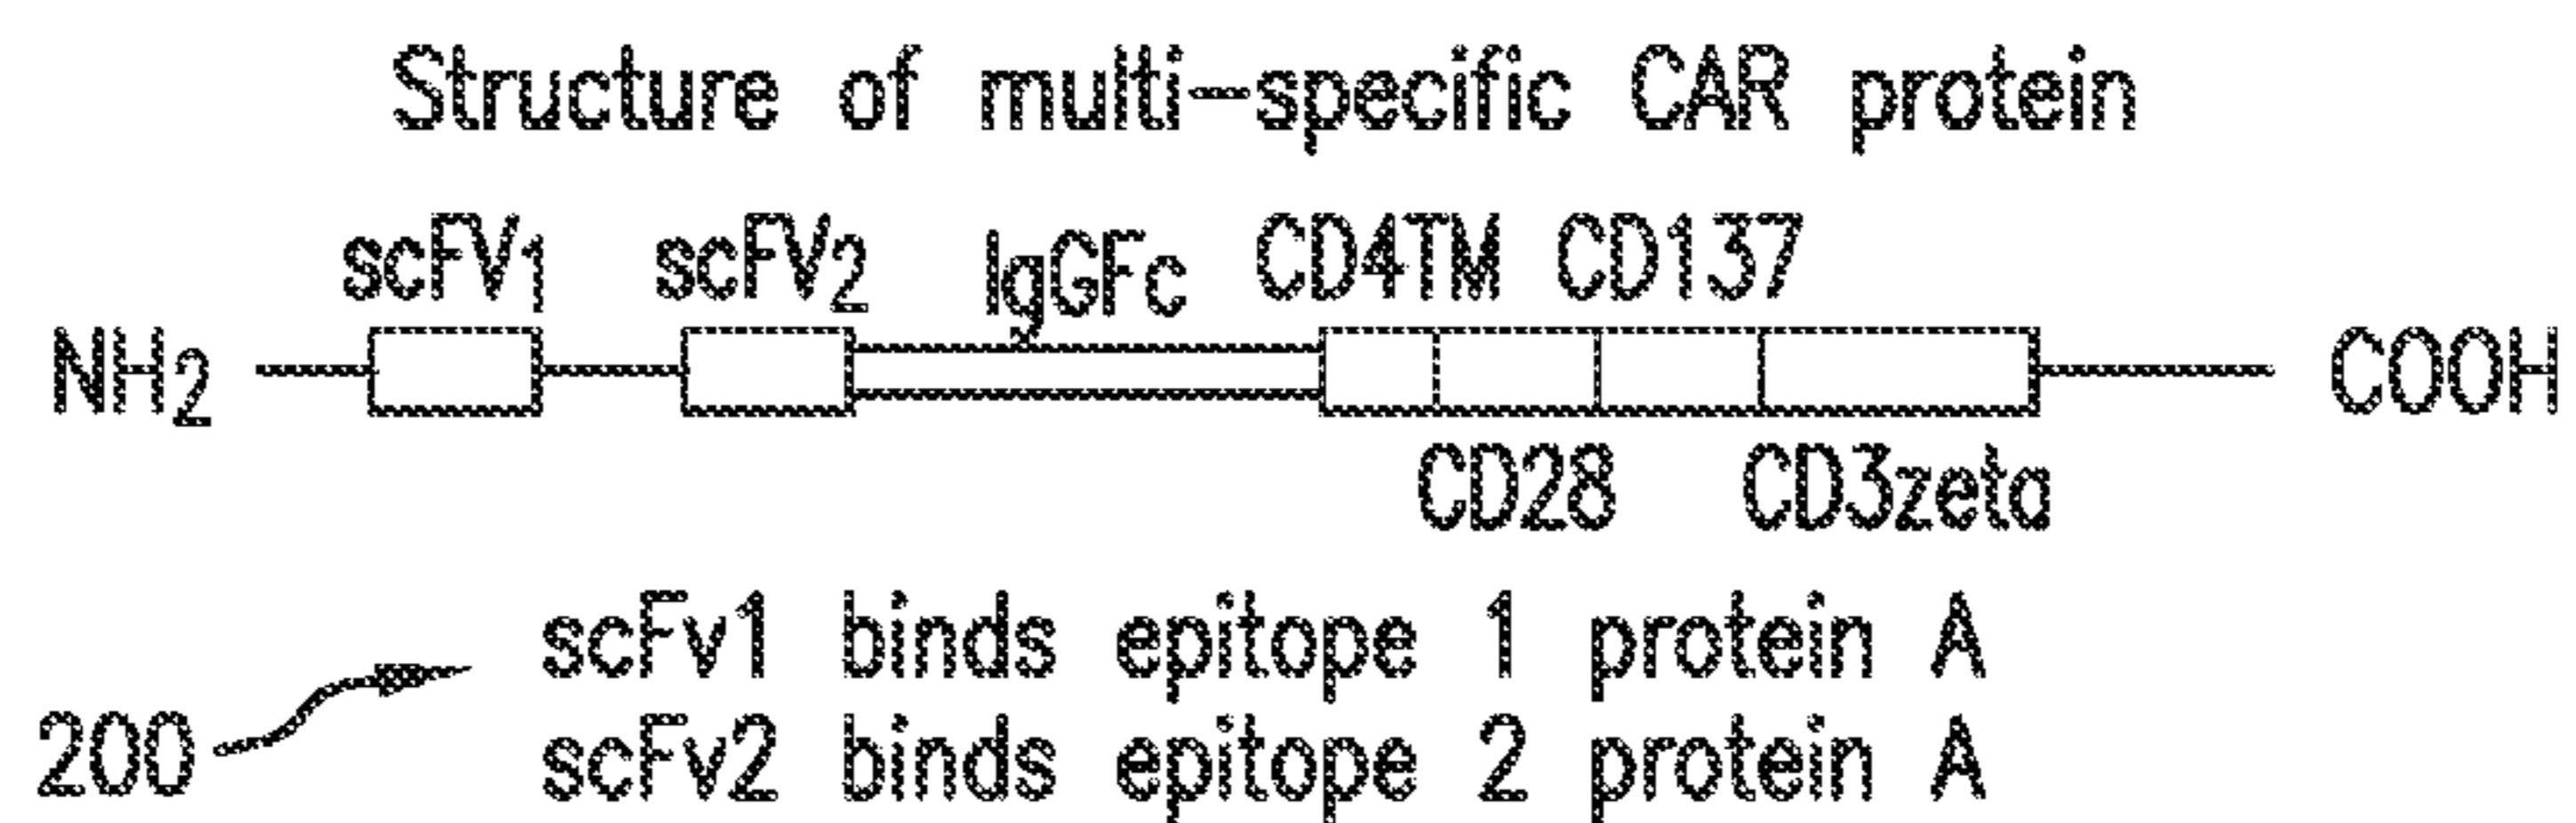 Structure of multi-specific CAR protein
scFV1 scFV2 IgGFc CD4TM CD137
NH2 COOH
CD28 CD3zeta
scFv1 binds epitope 1 protein A
200
scFv2 binds epitope 2 protein A